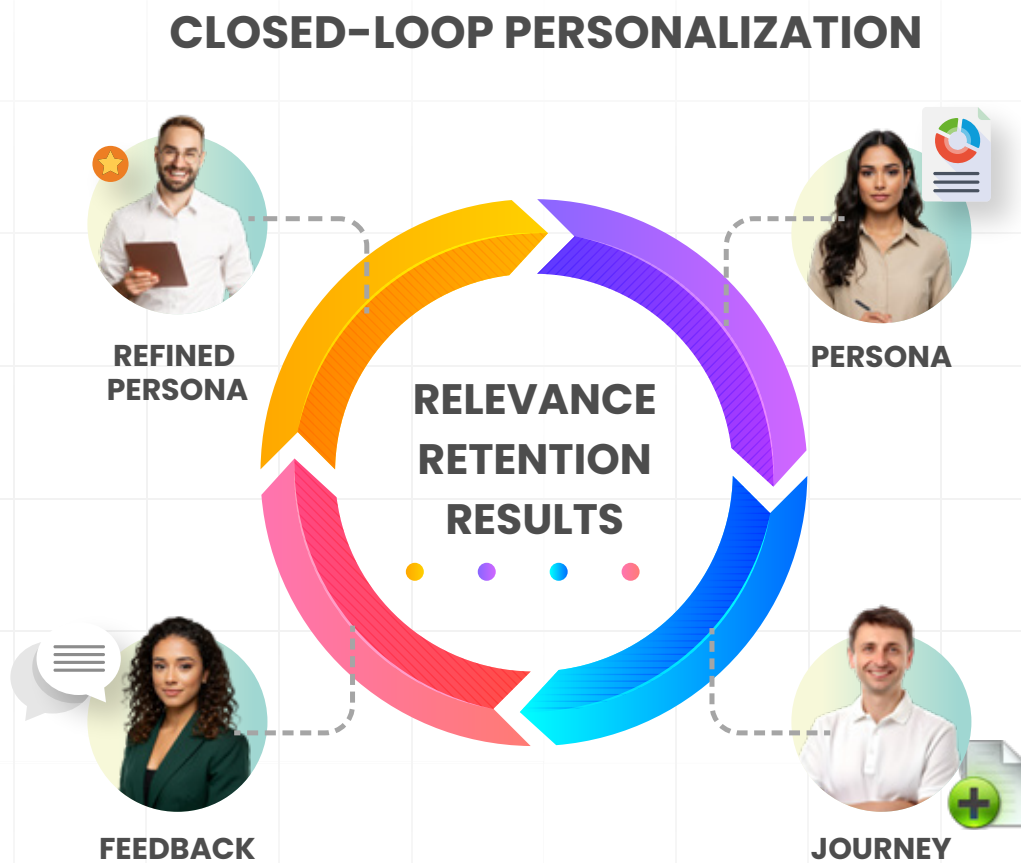 CLOSED-LOOP PERSONALIZATION
REFINED
PERSONA
PERSONA
RELEVANCE
RETENTION
RESULTS
FEEDBACK
JOURNEY